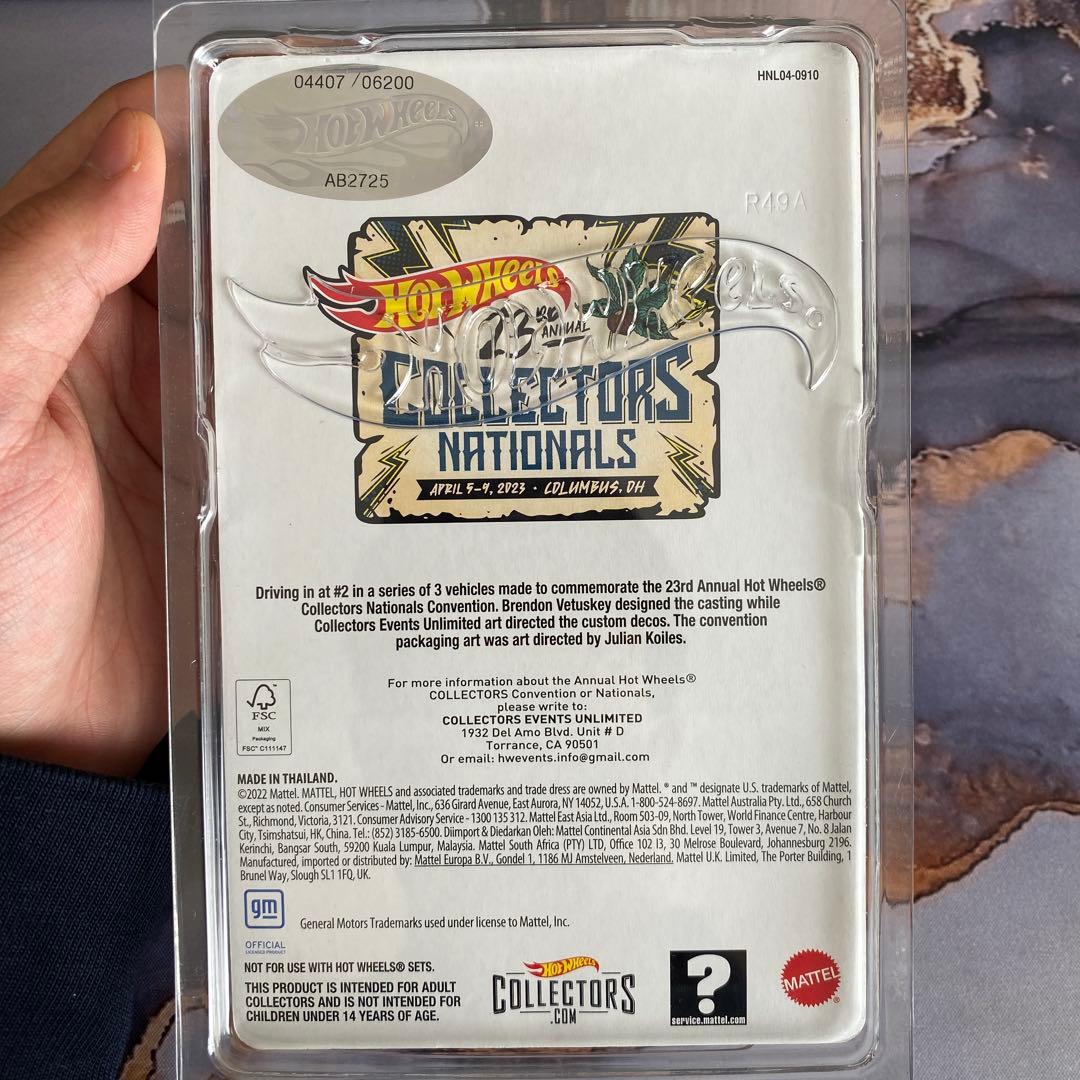 04407 /06200
HOT WHEELS
AB2725
HNL04-0910
R49A
HOT WHEELS
23RD ANNUAL
COLLECTORS
NATIONALS
APRIL 5-9, 2023 • COLUMBUS, OH
Driving in at #2 in a series of 3 vehicles made to commemorate the 23rd Annual Hot Wheels®
Collectors Nationals Convention. Brendon Vetuskey designed the casting while
Collectors Events Unlimited art directed the custom decos. The convention
packaging art was art directed by Julian Koiles.
For more information about the Annual Hot Wheels®
COLLECTORS Convention or Nationals,
please write to:
COLLECTORS EVENTS UNLIMITED
1932 Del Amo Blvd. Unit # D
Torrance, CA 90501
Or email: hwevents.info@gmail.com
FSC
MIX
Packaging
FSC™ C111147
MADE IN THAILAND.
©2022 Mattel. MATTEL, HOT WHEELS and associated trademarks and trade dress are owned by Mattel. ® and ™ designate U.S. trademarks of Mattel,
except as noted. Consumer Services - Mattel, Inc., 636 Girard Avenue, East Aurora, NY 14052, U.S.A. 1-800-524-8697. Mattel Australia Pty. Ltd., 658 Church
St., Richmond, Victoria, 3121. Consumer Advisory Service - 1300 135 312. Mattel East Asia Ltd., Room 503-09, North Tower, World Finance Centre, Harbour
City, Tsimshatsui, HK, China. Tel.: (852) 3185-6500. Diimport & Diedarkan Oleh: Mattel Continental Asia Sdn Bhd. Level 19, Tower 3, Avenue 7, No. 8 Jalan
Kerinchi, Bangsar South, 59200 Kuala Lumpur, Malaysia. Mattel South Africa (PTY) LTD, Office 102 I3, 30 Melrose Boulevard, Johannesburg 2196.
Manufactured, imported or distributed by: Mattel Europa B.V., Gondel 1, 1186 MJ Amstelveen, Nederland. Mattel U.K. Limited, The Porter Building, 1
Brunel Way, Slough SL1 1FQ, UK.
gm
OFFICIAL
LICENSED PRODUCT
General Motors Trademarks used under license to Mattel, Inc.
NOT FOR USE WITH HOT WHEELS® SETS.
THIS PRODUCT IS INTENDED FOR ADULT
COLLECTORS AND IS NOT INTENDED FOR
CHILDREN UNDER 14 YEARS OF AGE.
HOT WHEELS
COLLECTORS
.COM
?
service.mattel.com
MATTEL®